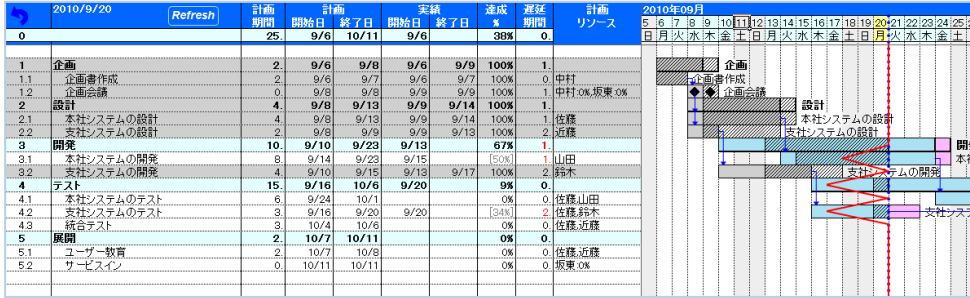 2010/9/20 Refresh 計画 計画 実績 達成 遅延 計画 2010年09月
期間 開始日 終了日 開始日 終了日 % 期間 リソース 5 6 7 8 9 10 11 12 13 14 15 16 17 18 19 20 21 22 23 24 25
0 25. 9/6 10/11 9/6 38% 0. 日 月 火 水 木 金 土 日 月 火 水 木 金 土 日 月 火 水 木 金 土
1 企画 2. 9/6 9/8 9/6 9/9 100% 1. 企画
1.1 企画書作成 2. 9/6 9/7 9/6 9/7 100% 0. 中村 企画書作成
1.2 企画会議 0. 9/8 9/8 9/9 9/9 100% 1. 中村:0%,坂東:0% 企画会議
2 設計 4. 9/8 9/13 9/9 9/14 100% 1. 設計
2.1 本社システムの設計 4. 9/8 9/13 9/9 9/14 100% 1. 佐藤 本社システムの設計
2.2 支社システムの設計 2. 9/8 9/9 9/9 9/13 100% 2. 近藤 支社システムの設計
3 開発 10. 9/10 9/23 9/13 67% 1. 開
3.1 本社システムの開発 8. 9/14 9/23 9/15 [50%] 1. 山田 本
3.2 支社システムの開発 4. 9/10 9/15 9/13 9/17 100% 2. 鈴木 支社システムの開発
4 テスト 15. 9/16 10/6 9/20 9% 0.
4.1 本社システムのテスト 6. 9/24 10/1 0% 0. 佐藤,山田
4.2 支社システムのテスト 3. 9/16 9/20 9/20 [34%] 2. 佐藤,鈴木 支社シス
4.3 統合テスト 3. 10/4 10/6 0% 0. 佐藤,近藤
5 展開 2. 10/7 10/11 0% 0.
5.1 ユーザー教育 2. 10/7 10/8 0% 0. 佐藤,近藤
5.2 サービスイン 0. 10/11 10/11 0% 0. 坂東:0%